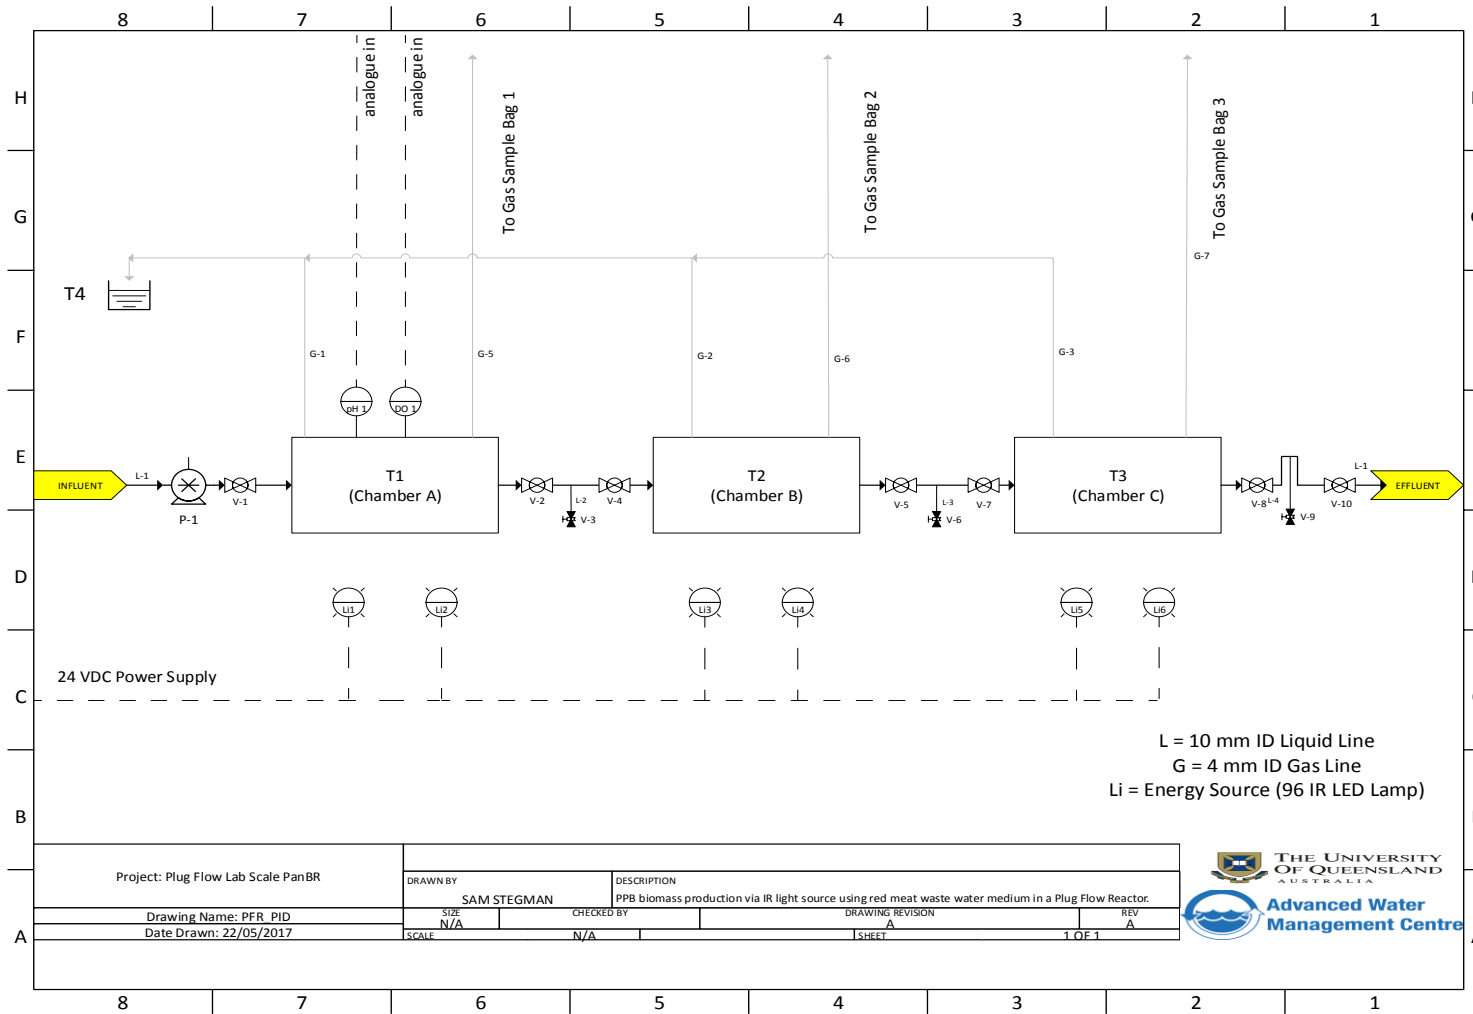 8 7 6 5 4 3 2 1
H
G
F
E
D
C
B
A
analogue in
analogue in
To Gas Sample Bag 1
To Gas Sample Bag 2
To Gas Sample Bag 3
G-7
T4
G-1
G-5
G-2
G-6
G-3
pH 1
DO 1
INFLUENT
L-1
P-1
V-1
T1
(Chamber A)
V-2
L-2
V-3
V-4
T2
(Chamber B)
V-5
L-3
V-6
V-7
T3
(Chamber C)
V-8
L-4
V-9
V-10
L-1
EFFLUENT
Li1
Li2
Li3
Li4
Li5
Li6
24 VDC Power Supply
L = 10 mm ID Liquid Line
G = 4 mm ID Gas Line
Li = Energy Source (96 IR LED Lamp)
Project: Plug Flow Lab Scale PanBR
Drawing Name: PFR_PID
Date Drawn: 22/05/2017
DRAWN BY
SAM STEGMAN
DESCRIPTION
PPB biomass production via IR light source using red meat waste water medium in a Plug Flow Reactor.
SIZE
N/A
CHECKED BY
DRAWING REVISION
A
REV
A
SCALE
N/A
SHEET
1 OF 1
THE UNIVERSITY
OF QUEENSLAND
AUSTRALIA
Advanced Water
Management Centre
8 7 6 5 4 3 2 1